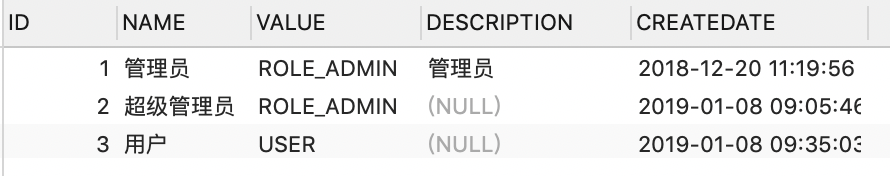 ID NAME VALUE DESCRIPTION CREATEDATE
1 管理员 ROLE_ADMIN 管理员 2018-12-20 11:19:56
2 超级管理员 ROLE_ADMIN (NULL) 2019-01-08 09:05:46
3 用户 USER (NULL) 2019-01-08 09:35:03